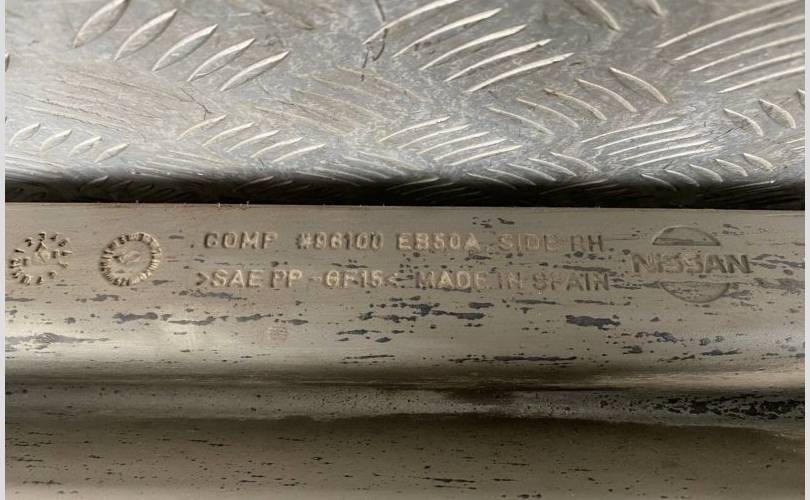 COMP #96100 EB50A SIDE RH
>SAE PP -GF15< MADE IN SPAIN
NISSAN